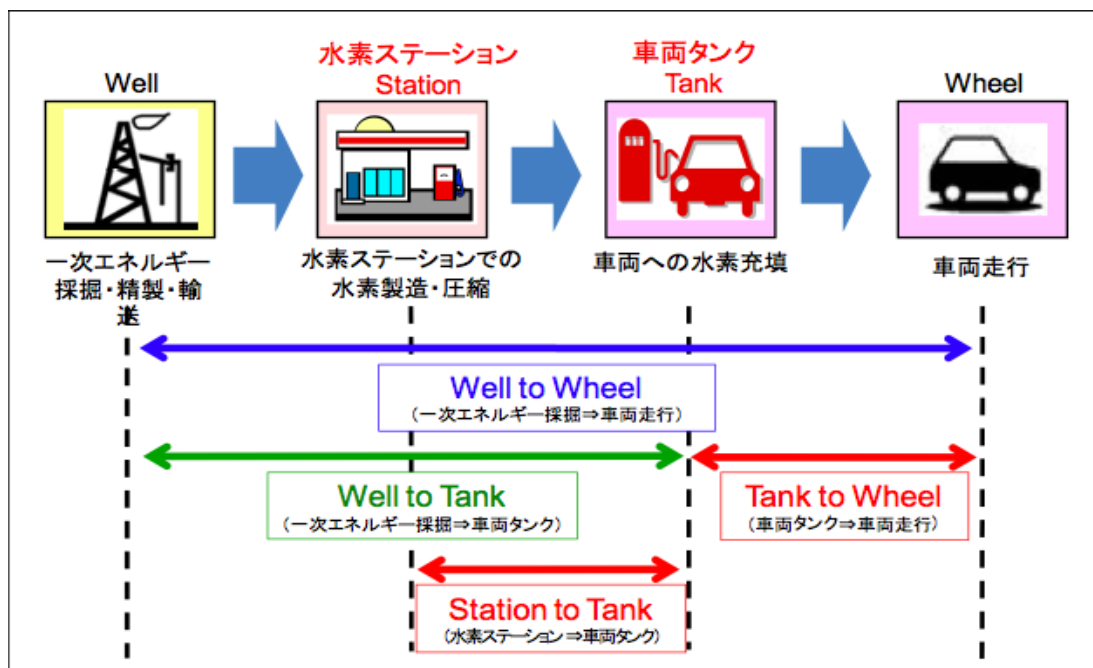 Well
水素ステーション
Station
車両タンク
Tank
Wheel
一次エネルギー
採掘・精製・輸
送
水素ステーションでの
水素製造・圧縮
車両への水素充填
車両走行
Well to Wheel
(一次エネルギー採掘⇒車両走行)
Well to Tank
(一次エネルギー採掘⇒車両タンク)
Tank to Wheel
(車両タンク⇒車両走行)
Station to Tank
(水素ステーション⇒車両タンク)